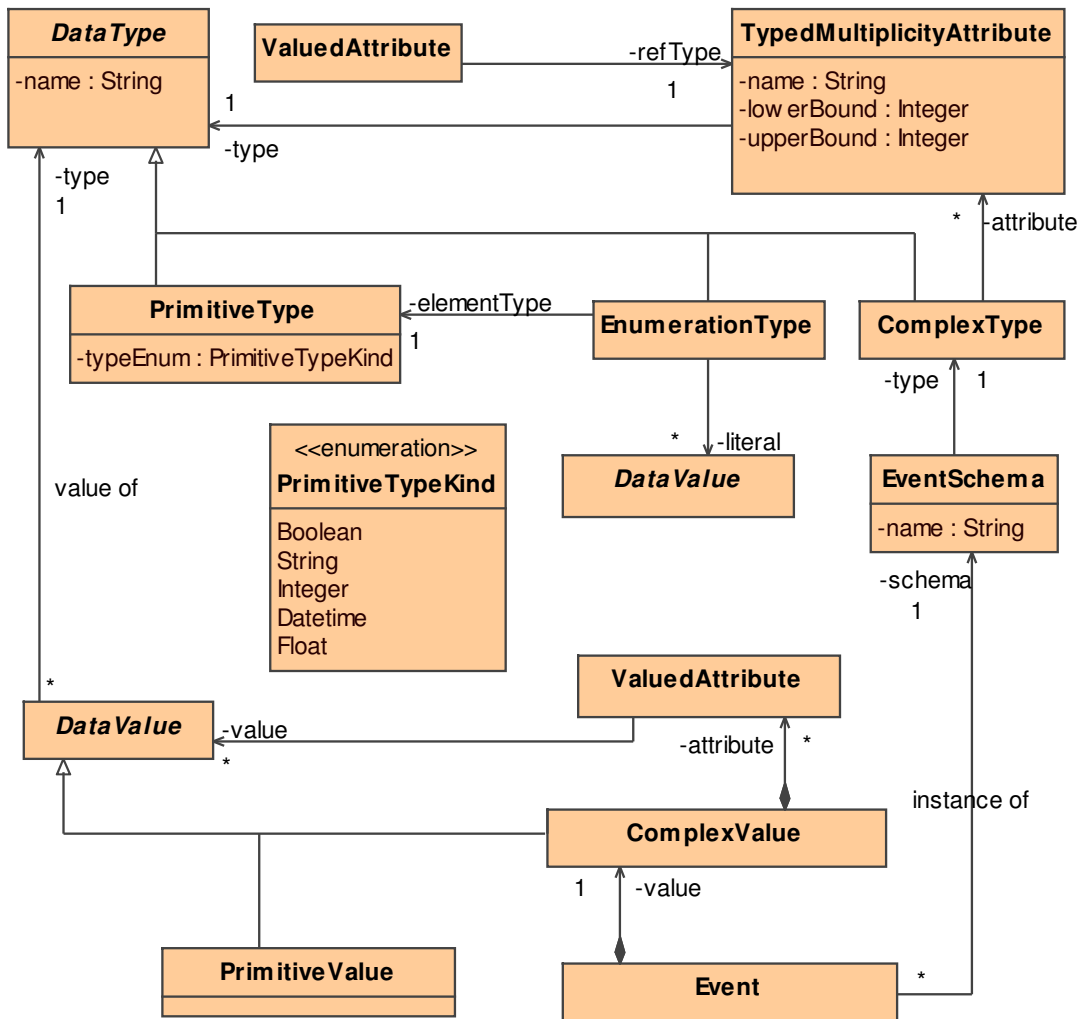 DataType
-name : String
ValuedAttribute
-refType
1
TypedMultiplicityAttribute
-name : String
-lowerBound : Integer
-upperBound : Integer
1
-type
-type
1
*
-attribute
PrimitiveType
-typeEnum : PrimitiveTypeKind
-elementType
1
EnumerationType
ComplexType
-type
1
*
-literal
<<enumeration>>
PrimitiveTypeKind
Boolean
String
Integer
Datetime
Float
DataValue
EventSchema
-name : String
value of
-schema
1
*
DataValue
-value
*
ValuedAttribute
-attribute
*
instance of
ComplexValue
1
-value
PrimitiveValue
Event
*